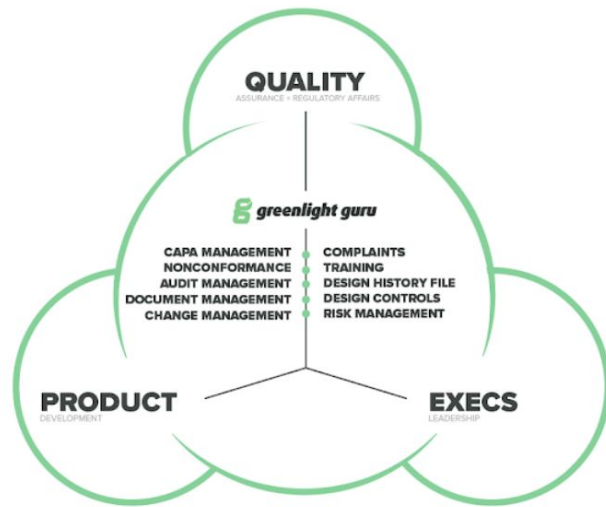 QUALITY
ASSURANCE + REGULATORY AFFAIRS
greenlight guru
CAPA MANAGEMENT
NONCONFORMANCE
AUDIT MANAGEMENT
DOCUMENT MANAGEMENT
CHANGE MANAGEMENT
COMPLAINTS
TRAINING
DESIGN HISTORY FILE
DESIGN CONTROLS
RISK MANAGEMENT
PRODUCT
DEVELOPMENT
EXECS
LEADERSHIP